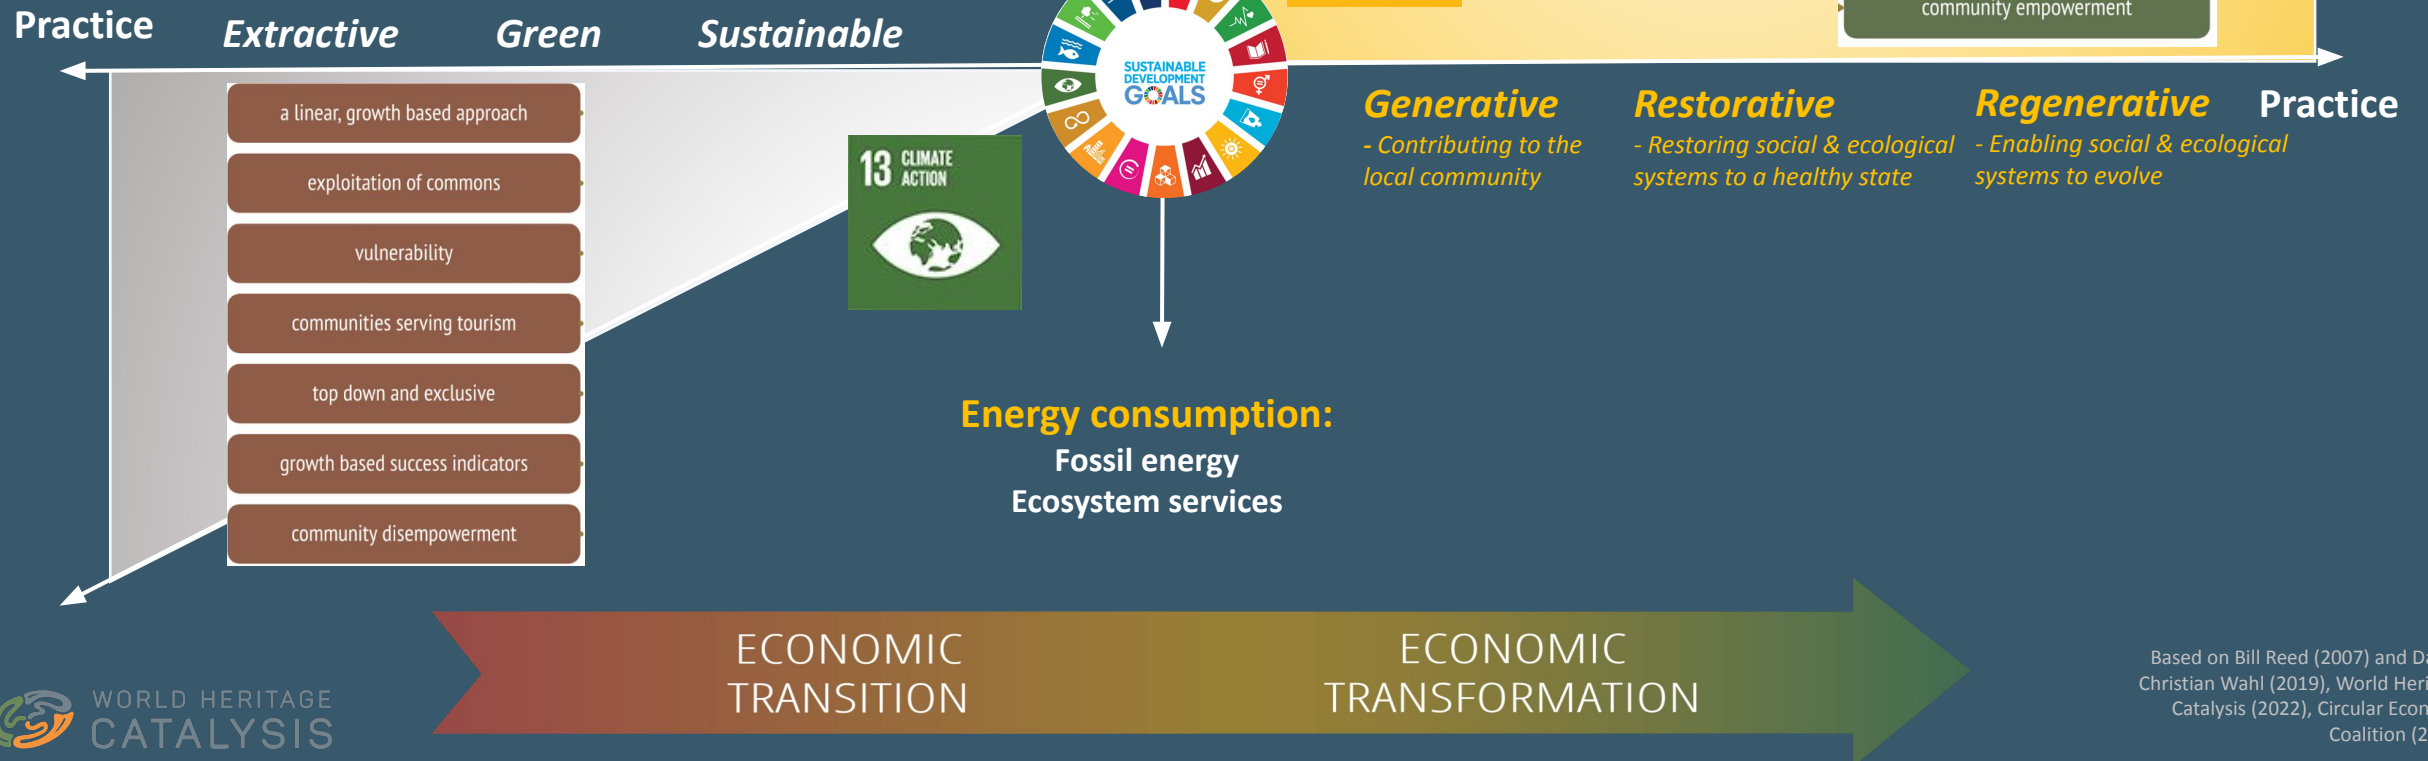 community empowerment
Practice
Extractive
Green
Sustainable
SUSTAINABLE
DEVELOPMENT
GOALS
Generative
- Contributing to the
local community
Restorative
- Restoring social & ecological
systems to a healthy state
Regenerative
- Enabling social & ecological
systems to evolve
Practice
a linear, growth based approach
exploitation of commons
vulnerability
communities serving tourism
top down and exclusive
growth based success indicators
community disempowerment
13 CLIMATE
ACTION
Energy consumption:
Fossil energy
Ecosystem services
ECONOMIC
TRANSITION
ECONOMIC
TRANSFORMATION
WORLD HERITAGE
CATALYSIS
Based on Bill Reed (2007) and
Christian Wahl (2019), World
Catalysis (2022), Circular
Coalition